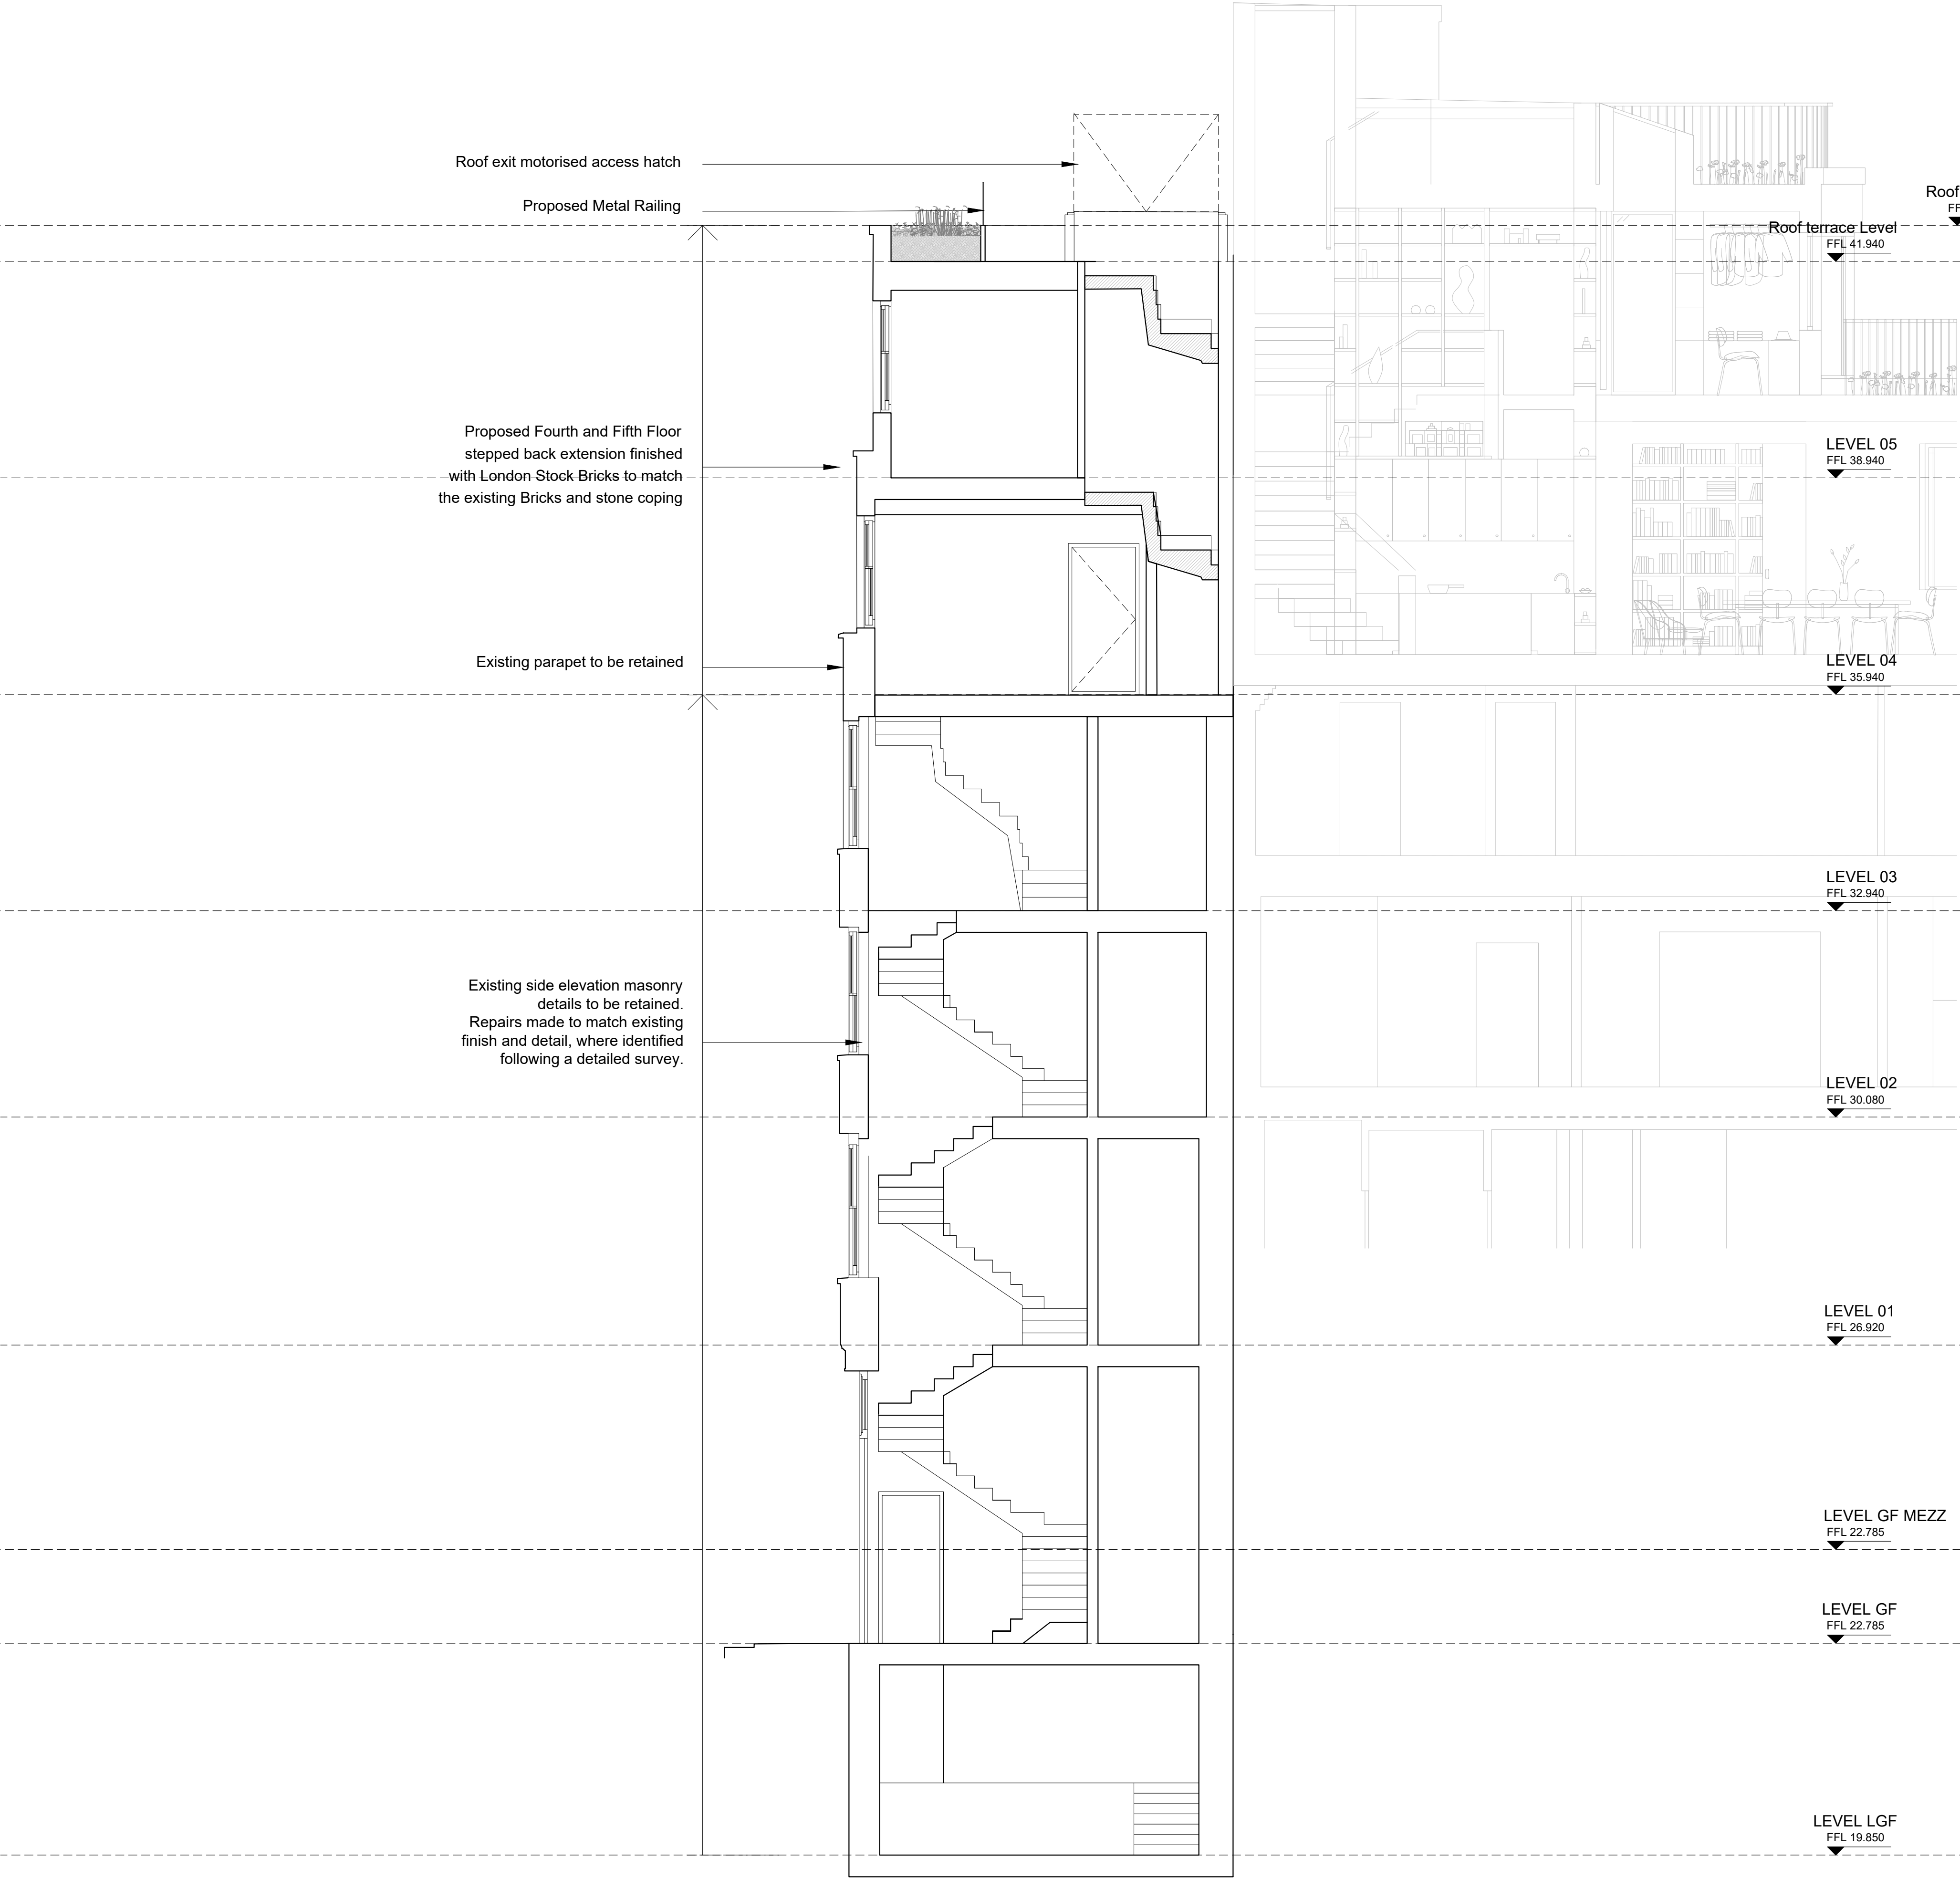 Roof exit motorised access hatch
Proposed Metal Railing
Roof
Roof terrace Level
FFL 41.940
Proposed Fourth and Fifth Floor
stepped back extension finished
with London Stock Bricks to match
the existing Bricks and stone coping
LEVEL 05
FFL 38.940
Existing parapet to be retained
LEVEL 04
FFL 35.940
LEVEL 03
FFL 32.940
Existing side elevation masonry
details to be retained.
Repairs made to match existing
finish and detail, where identified
following a detailed survey.
LEVEL 02
FFL 30.080
LEVEL 01
FFL 26.920
LEVEL GF MEZZ
FFL 22.785
LEVEL GF
FFL 22.785
LEVEL LGF
FFL 19.850